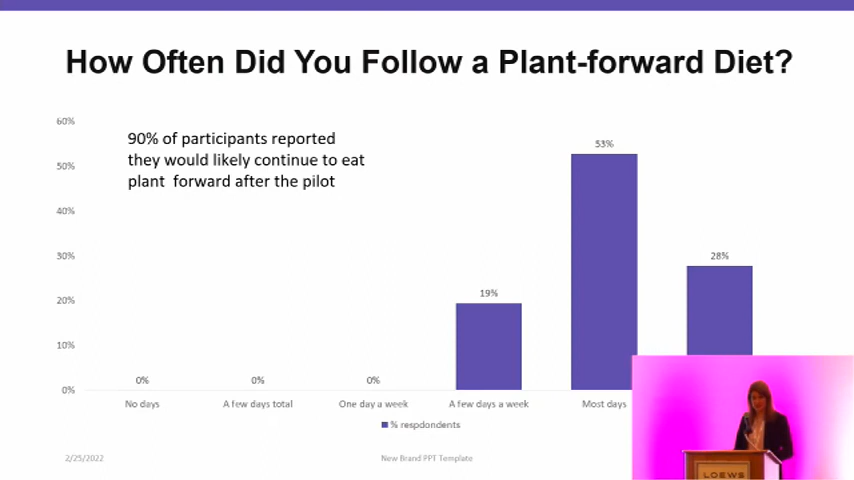 How Often Did You Follow a Plant-forward Diet?
60%
90% of participants reported
they would likely continue to eat
plant forward after the pilot
53%
50%
40%
30%
28%
20%
19%
10%
0%
0%
0%
0%
No days
A few days total
One day a week
A few days a week
Most days
% respdondents
2/25/2022
New Brand PPT Template
LOEWS